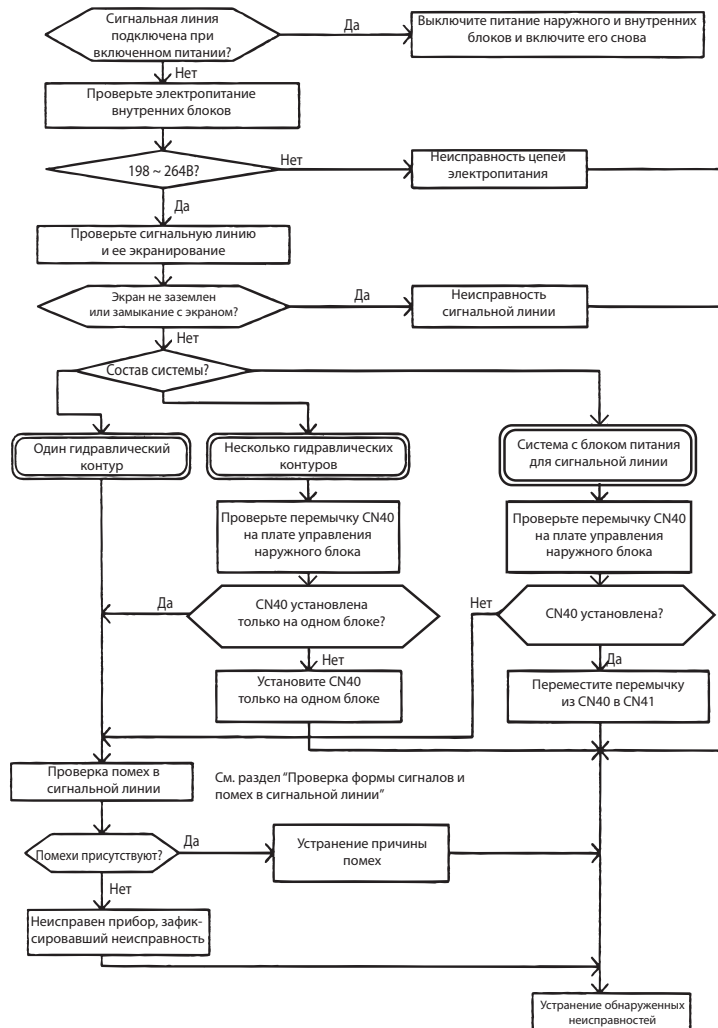 Сигнальная линия
подключена при
включенном питании?
Да
Выключите питание наружного и внутренних
блоков и включите его снова
Нет
Проверьте электропитание
внутренних блоков
198 ~ 264В?
Нет
Неисправность цепей
электропитания
Да
Проверьте сигнальную линию
и ее экранирование
Экран не заземлен
или замыкание с экраном?
Да
Неисправность
сигнальной линии
Нет
Состав системы?
Один гидравлический
контур
Несколько гидравлических
контуров
Система с блоком питания
для сигнальной линии
Проверьте перемычку CN40
на плате управления
наружного блока
Проверьте перемычку CN40
на плате управления
наружного блока
Да
CN40 установлена
только на одном блоке?
Нет
CN40 установлена?
Нет
Установите CN40
только на одном блоке
Да
Переместите перемычку
из CN40 в CN41
Проверка помех в
сигнальной линии
См. раздел "Проверка формы сигналов и
помех в сигнальной линии"
Помехи присутствуют?
Да
Устранение причины
помех
Нет
Неисправен прибор, зафик-
сировавший неисправность
Устранение обнаруженных
неисправностей